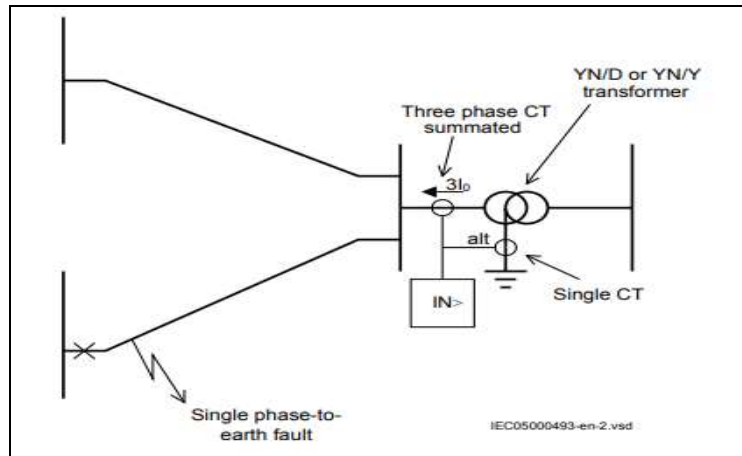 YN/D or YN/Y
transformer
Three phase CT
summated
3I₀
alt
IN>
Single CT
Single phase-to-
earth fault
IEC05000493-en-2.vsd